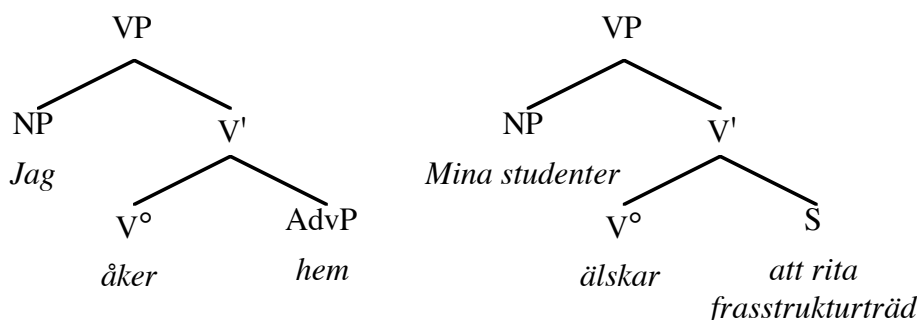 VP VP
NP V' NP V'
Jag Mina studenter
V° AdvP V° S
åker hem älskar att rita
frasstrukturträd